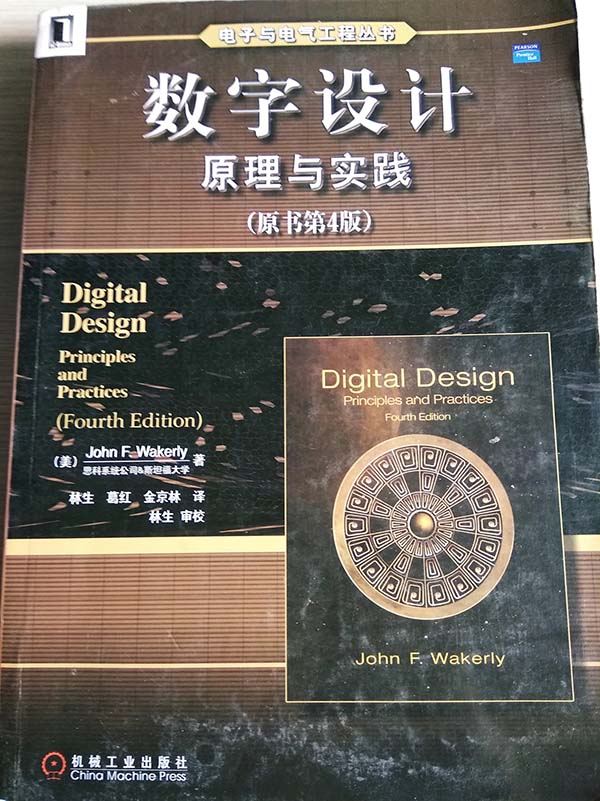 电子与电气工程丛书
PEARSON
Prentice
Hall
数字设计
原理与实践
(原书第4版)
Digital
Design
Principles
and
Practices
(Fourth Edition)
(美) John F. Wakerly 著
思科系统公司&斯坦福大学
林生 葛红 金京林 译
林生 审校
Digital Design
Principles and Practices
Fourth Edition
John F. Wakerly
机械工业出版社
China Machine Press